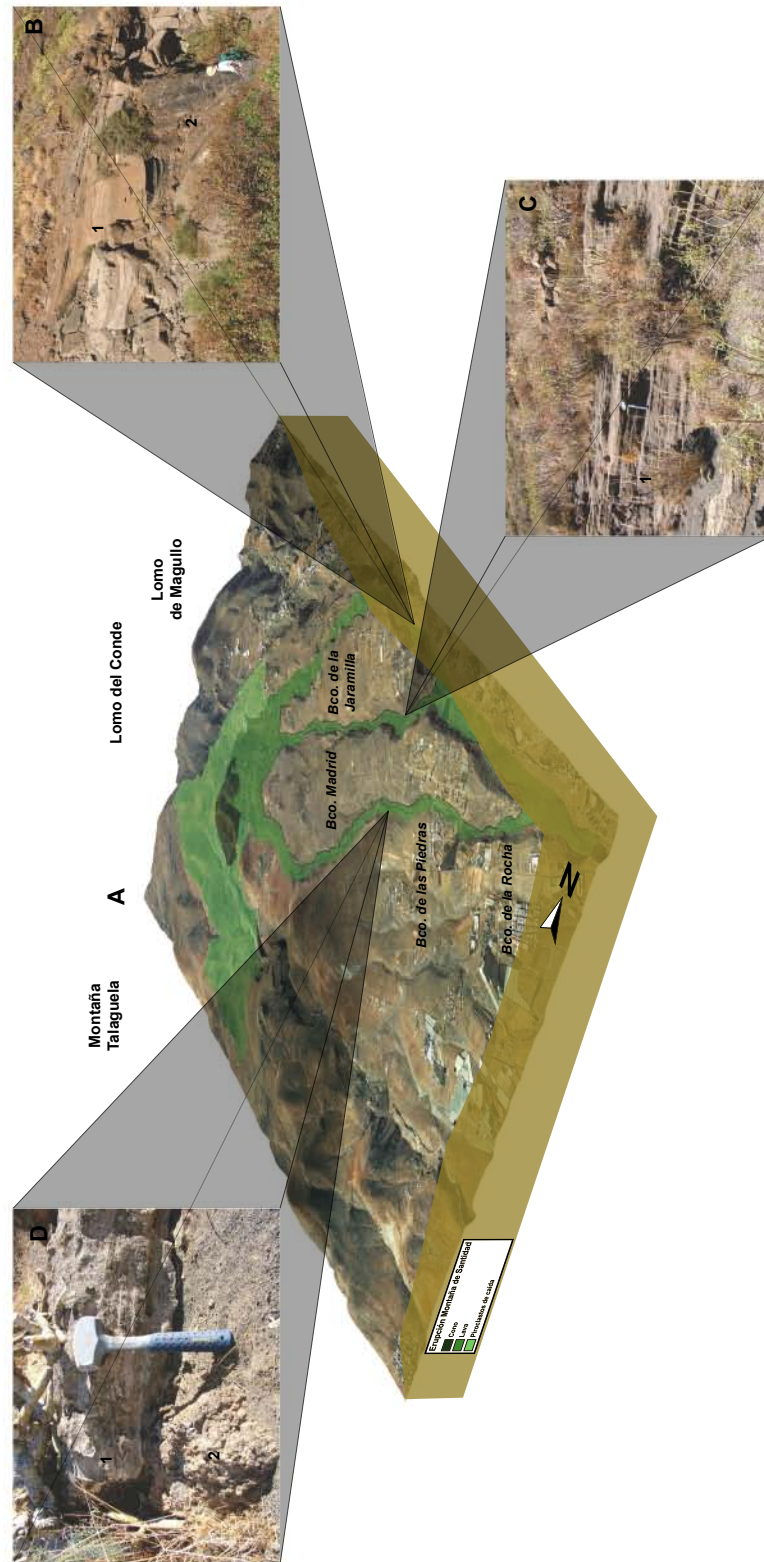 D
1
2
B
1
2
C
1
A
Montaña
Talaguela
Lomo del Conde
Lomo
de Magullo
Bco. de la
Jaramilla
Bco. Madrid
Bco. de las Piedras
Bco. de la Rocha
N
Erupción Montaña de Santidad
Cono
Lava
Piroclastos de caída